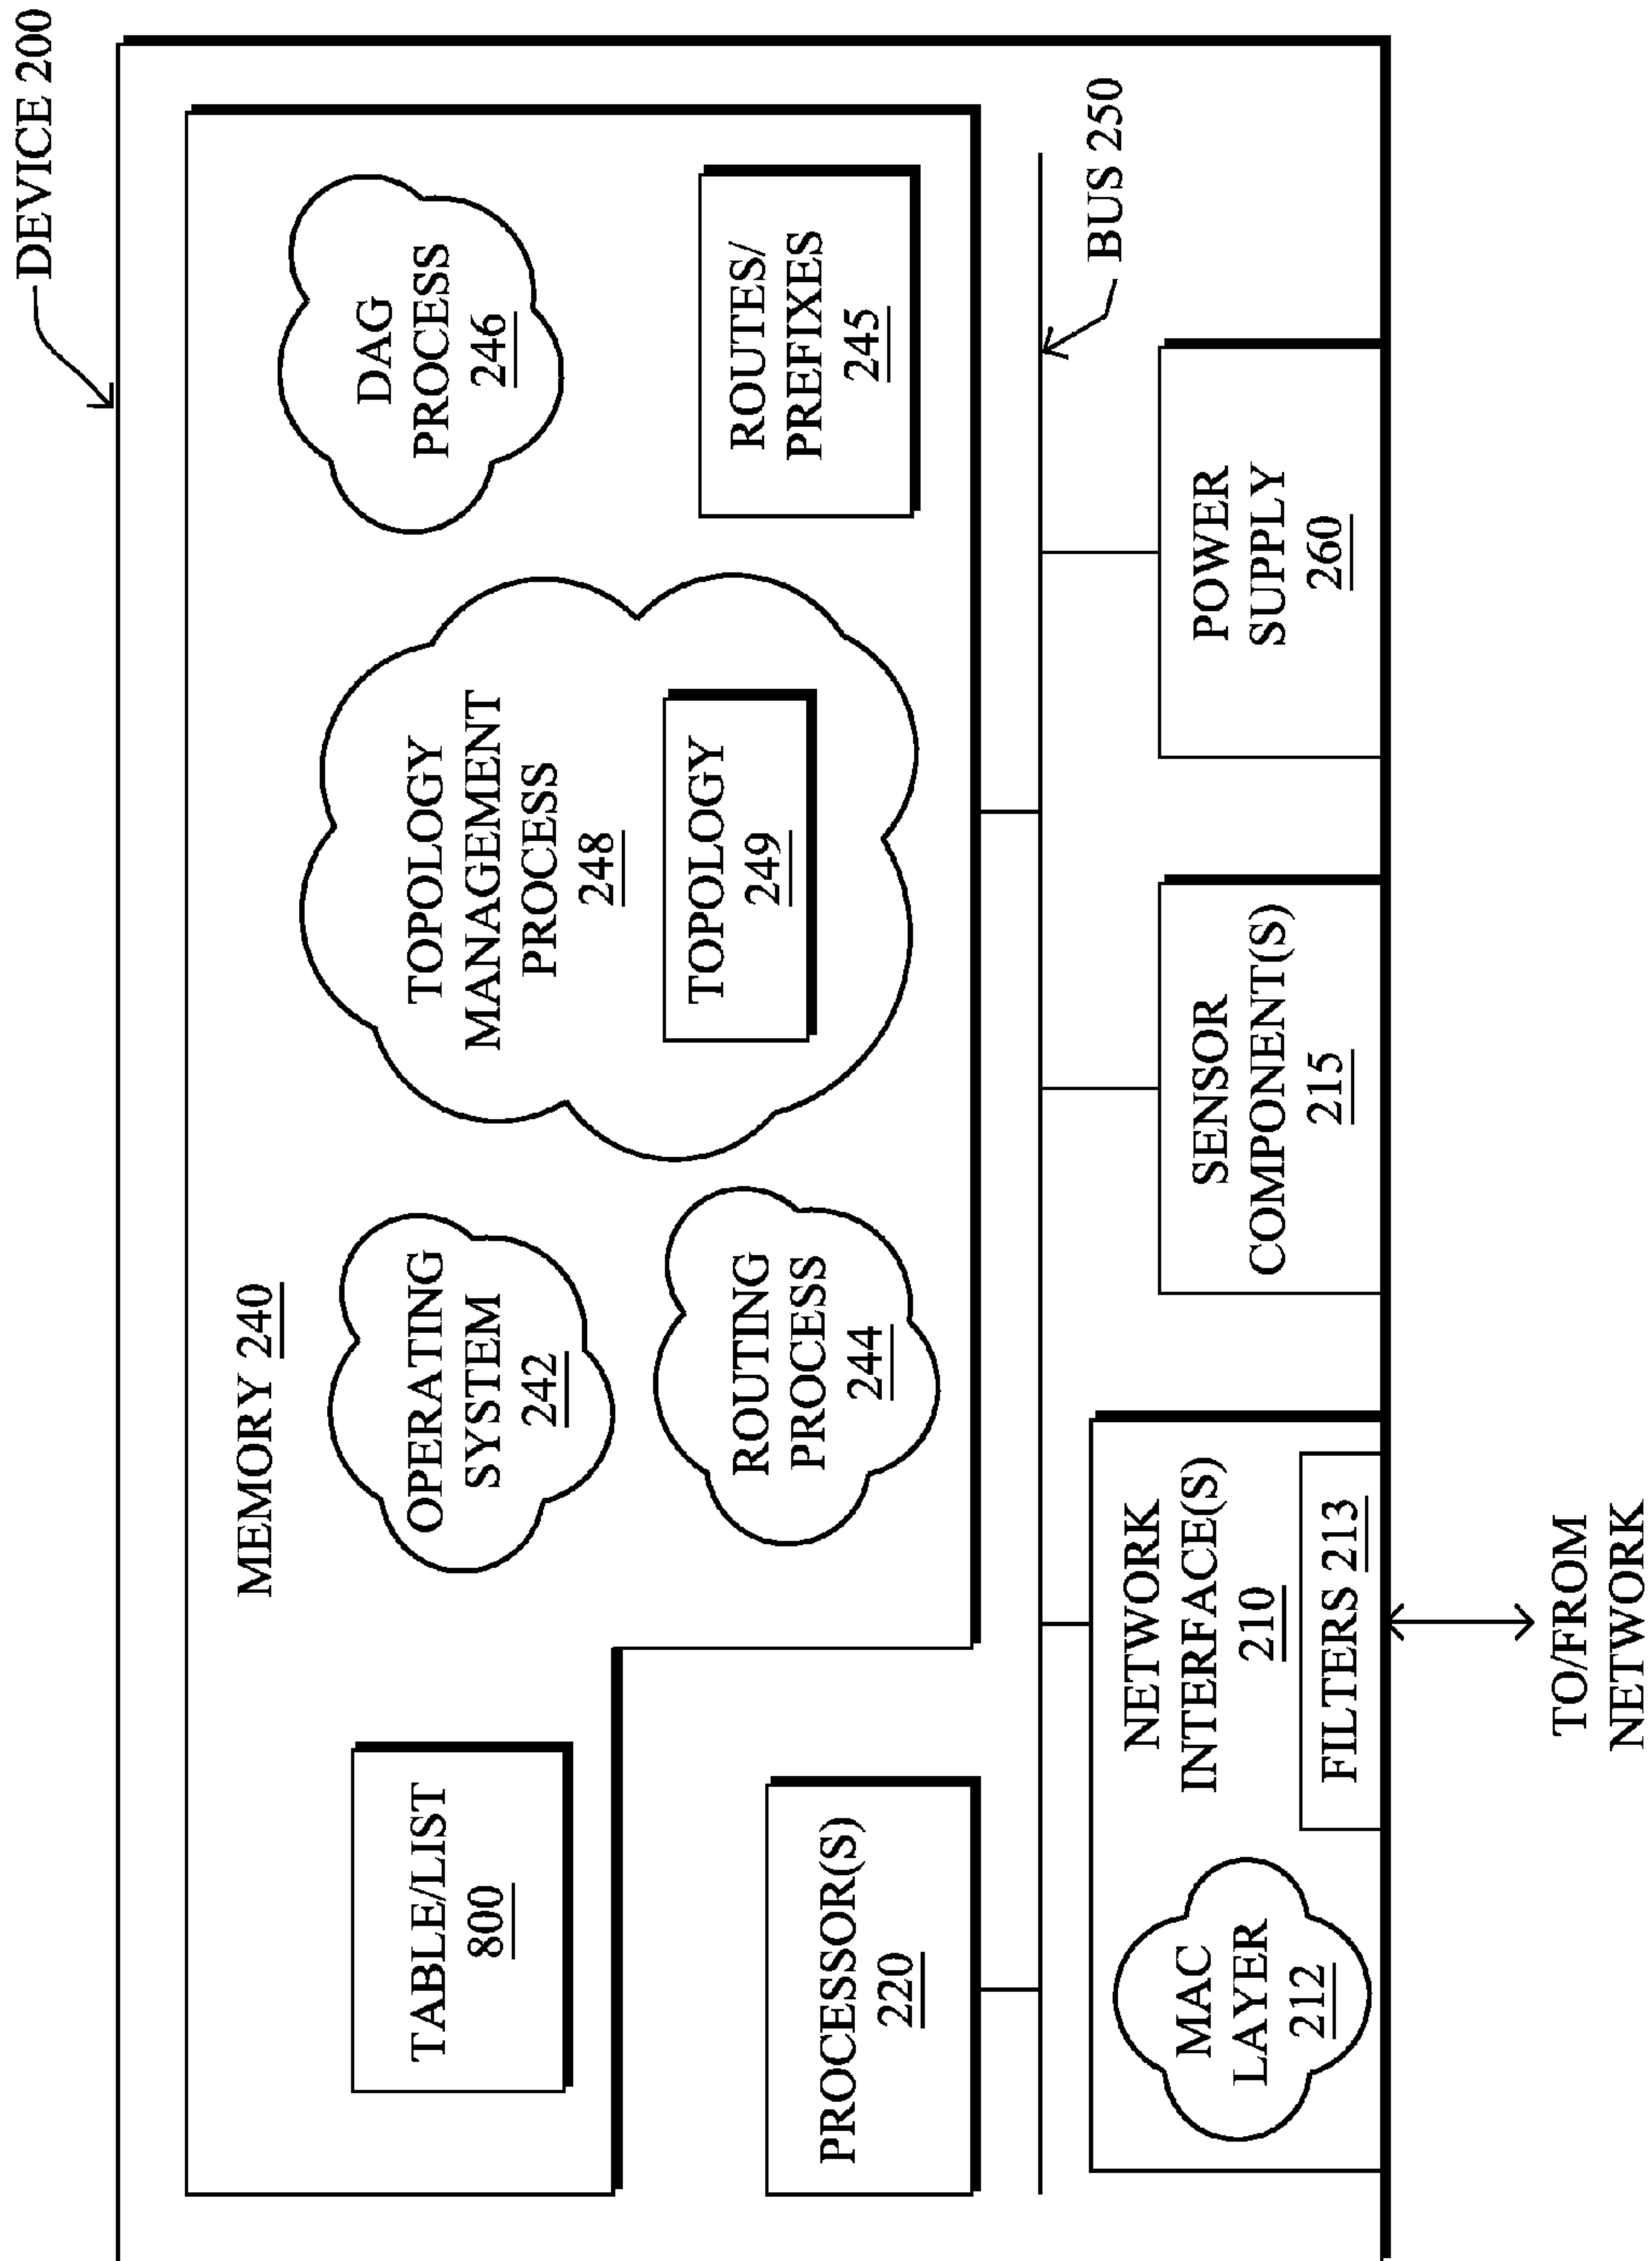 DEVICE 200
MEMORY 240
TABLE/LIST
800
OPERATING
SYSTEM
242
ROUTING
PROCESS
244
TOPOLOGY
MANAGEMENT
PROCESS
248
TOPOLOGY
249
DAG
PROCESS
246
ROUTES/
PREFIXES
245
PROCESSOR(S)
220
BUS 250
MAC
LAYER
212
NETWORK
INTERFACE(S)
210
FILTERS 213
SENSOR
COMPONENT(S)
215
POWER
SUPPLY
260
TO/FROM
NETWORK